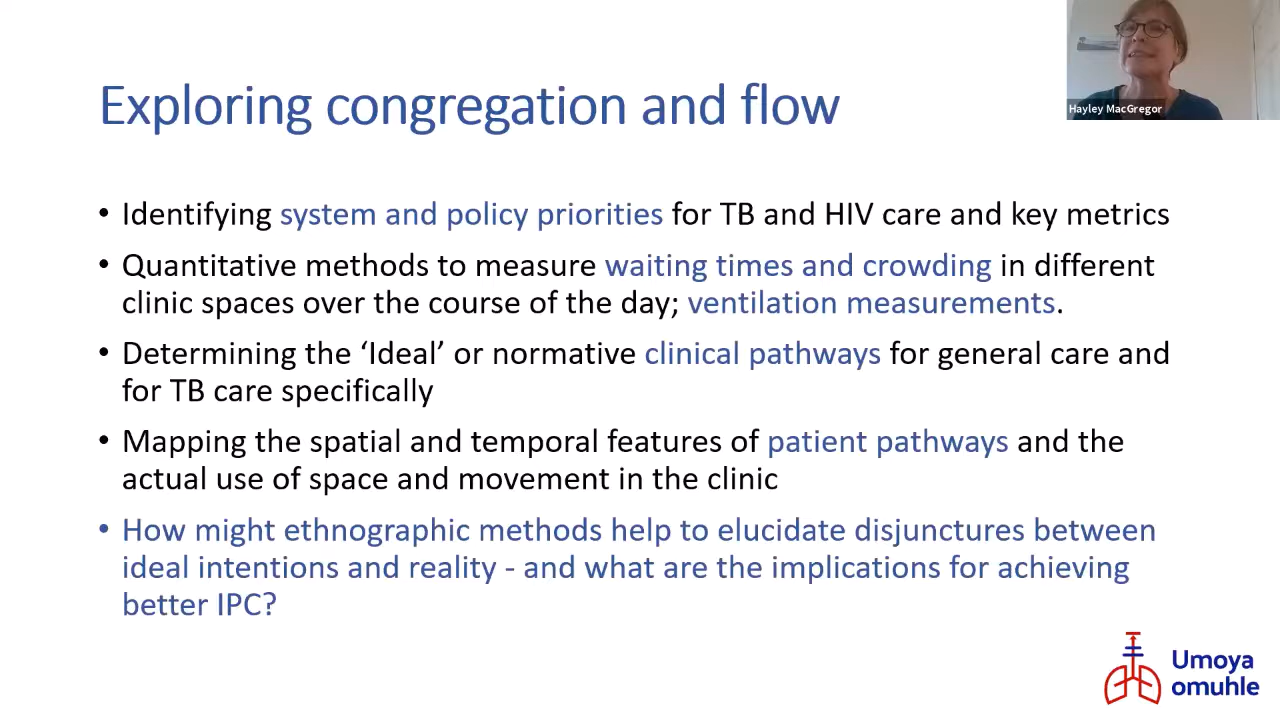 Exploring congregation and flow
Hayley MacGregor
• Identifying system and policy priorities for TB and HIV care and key metrics
• Quantitative methods to measure waiting times and crowding in different
clinic spaces over the course of the day; ventilation measurements.
• Determining the ‘Ideal’ or normative clinical pathways for general care and
for TB care specifically
• Mapping the spatial and temporal features of patient pathways and the
actual use of space and movement in the clinic
• How might ethnographic methods help to elucidate disjunctures between
ideal intentions and reality - and what are the implications for achieving
better IPC?
Umoya
omuhle